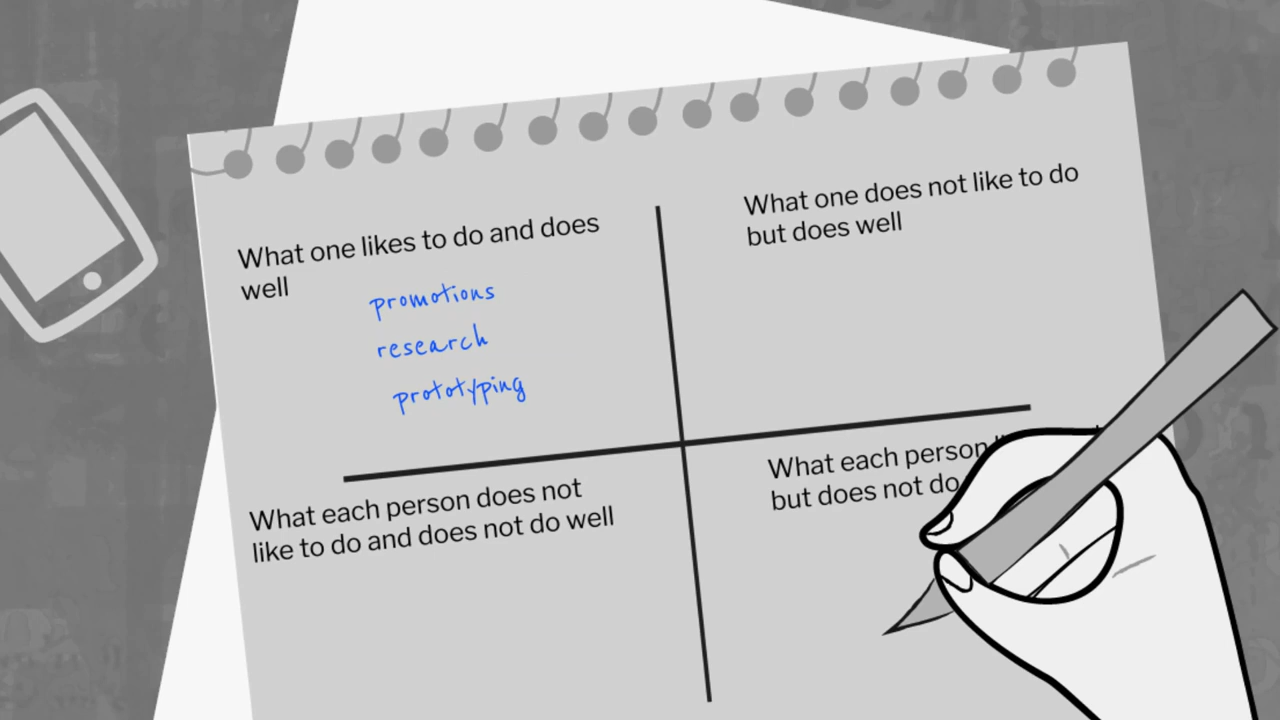 What one likes to do and does
well
promotions
research
prototyping
What one does not like to do
but does well
What each person does not
like to do and does not do well
What each person
but does not do